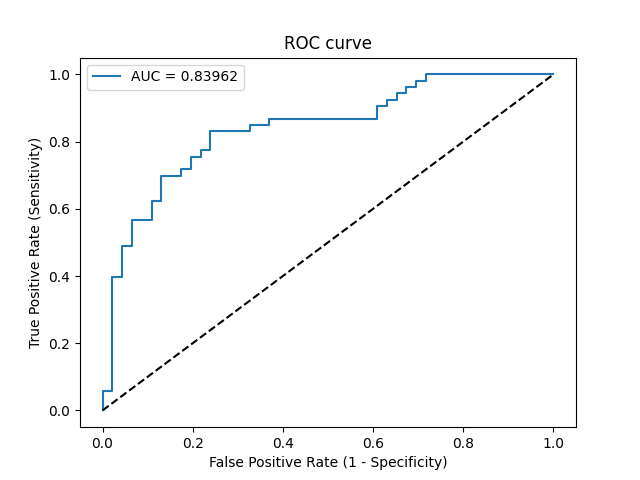 ROC curve
AUC = 0.83962
True Positive Rate (Sensitivity)
1.0
0.8
0.6
0.4
0.2
0.0
0.0 0.2 0.4 0.6 0.8 1.0
False Positive Rate (1 - Specificity)